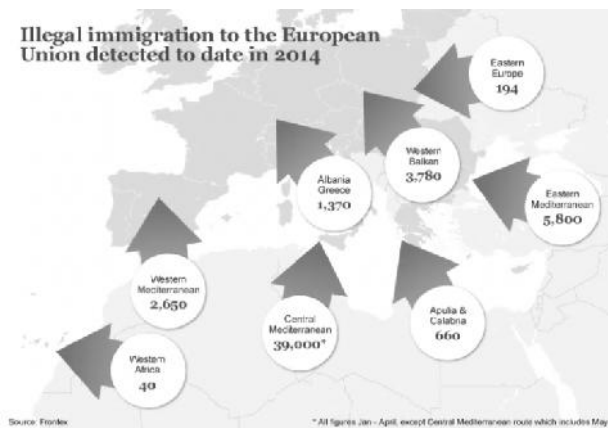 Illegal immigration to the European
Union detected to date in 2014
Eastern
Europe
194
Western
Balkan
3,780
Albania
Greece
1,370
Eastern
Mediterranean
5,800
Western
Mediterranean
2,650
Central
Mediterranean
39,000*
Apulia &
Calabria
660
Western
Africa
40
Source: Frontex
* All figures Jan - April, except Central Mediterranean route which includes May